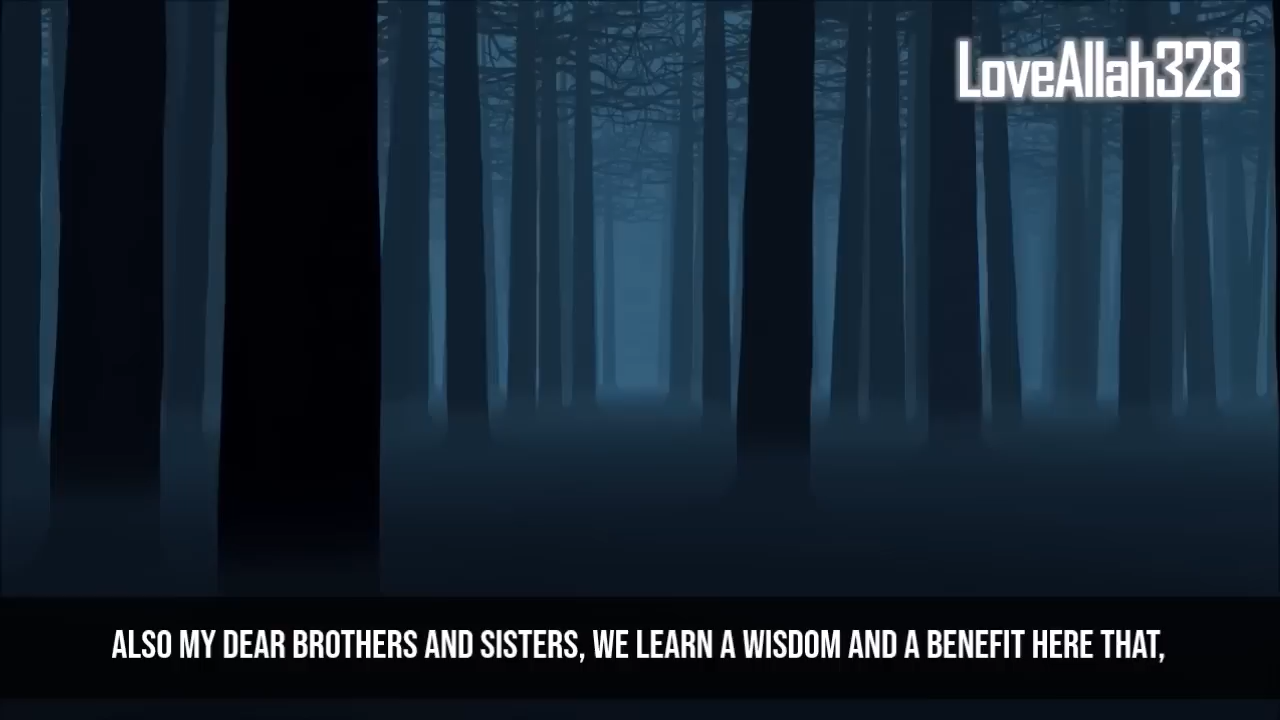 LoveAllah328
ALSO MY DEAR BROTHERS AND SISTERS, WE LEARN A WISDOM AND A BENEFIT HERE THAT,